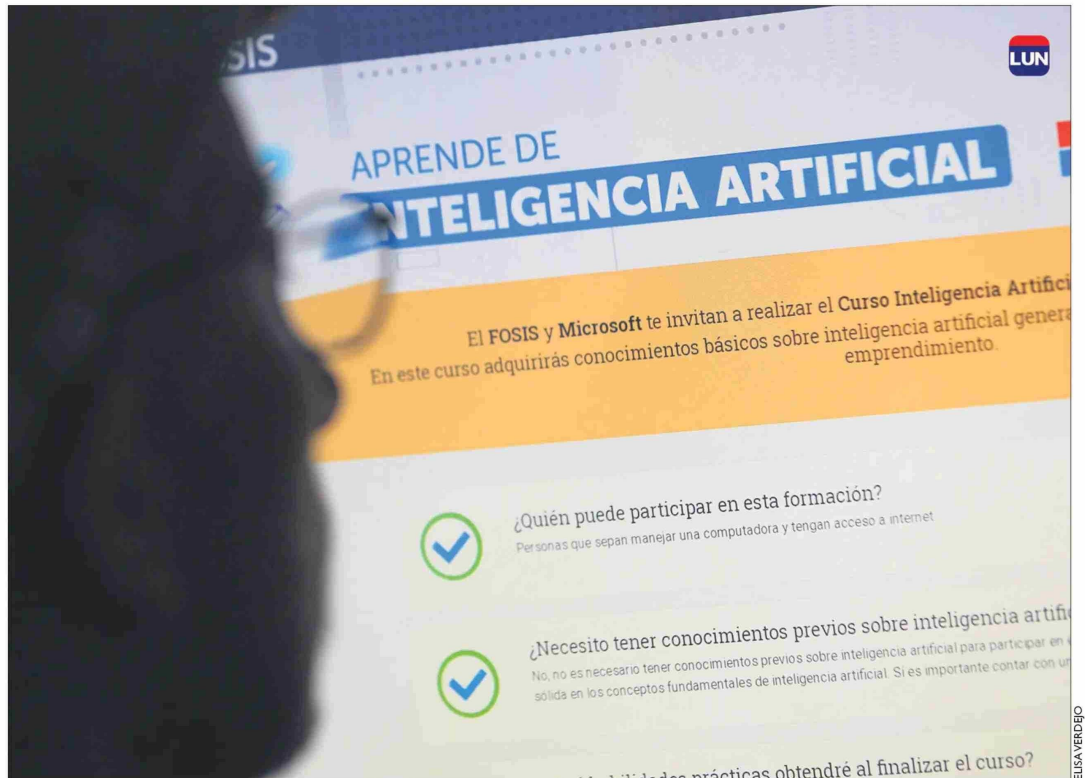 SIS
LUN
APRENDE DE
INTELIGENCIA ARTIFICIAL
El FOSIS y Microsoft te invitan a realizar el Curso Inteligencia Artifici
En este curso adquirirás conocimientos básicos sobre inteligencia artificial genera
emprendimiento.
¿Quién puede participar en esta formación?
Personas que sepan manejar una computadora y tengan acceso a internet
¿Necesito tener conocimientos previos sobre inteligencia artific
No, no es necesario tener conocimientos previos sobre inteligencia artificial para participar en
sólida en los conceptos fundamentales de inteligencia artificial. Si es importante contar con un
prácticas obtendré al finalizar el curso?
ELISA VERDEJO